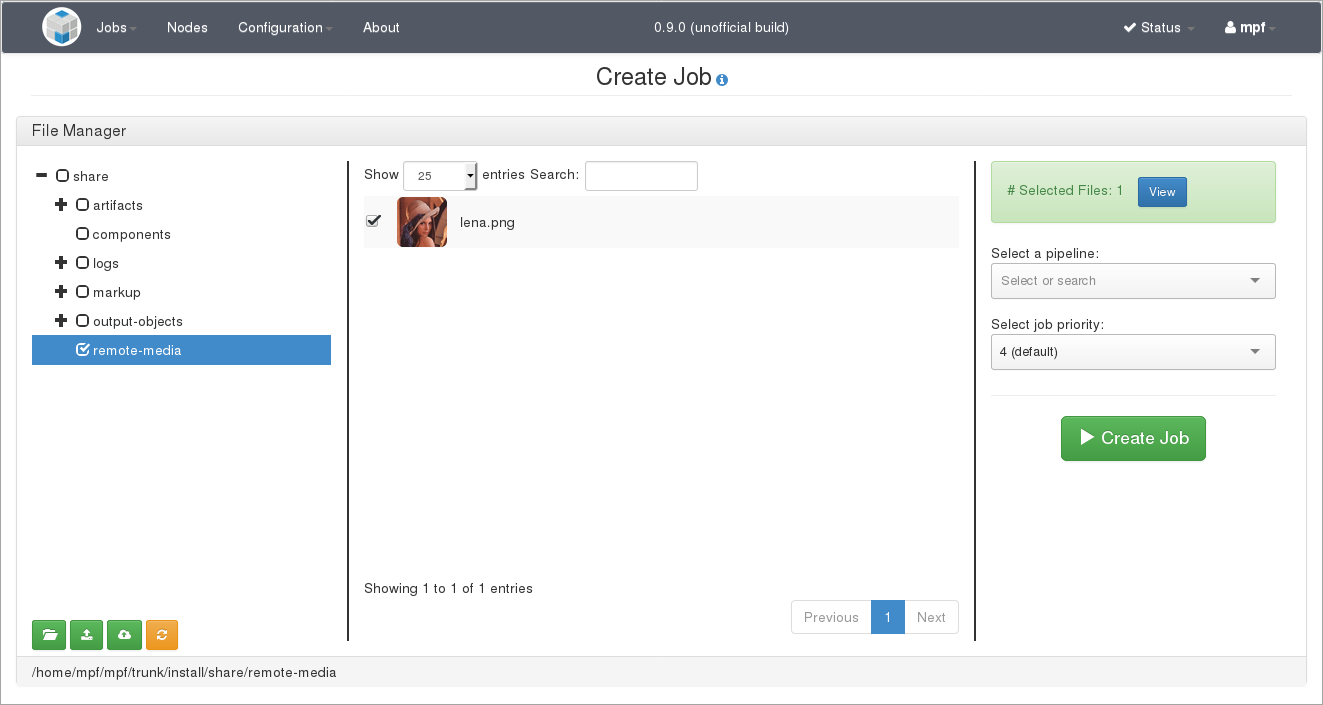 Jobs Nodes Configuration About 0.9.0 (unofficial build) Status mpf
Create Job
File Manager
share
artifacts
components
logs
markup
output-objects
remote-media
Show 25 entries Search:
lena.png
Showing 1 to 1 of 1 entries
Previous 1 Next
# Selected Files: 1 View
Select a pipeline:
Select or search
Select job priority:
4 (default)
Create Job
/home/mpf/mpf/trunk/install/share/remote-media